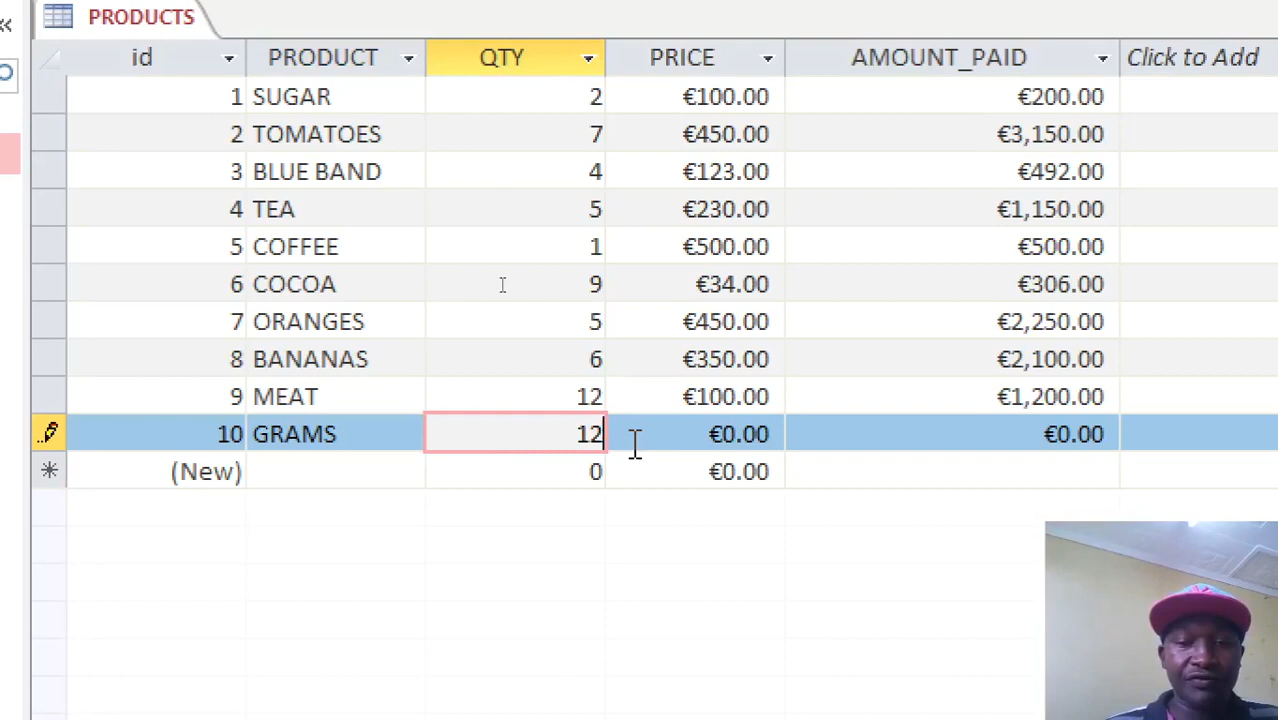 PRODUCTS
id PRODUCT QTY PRICE AMOUNT_PAID Click to Add
1 SUGAR 2 €100.00 €200.00
2 TOMATOES 7 €450.00 €3,150.00
3 BLUE BAND 4 €123.00 €492.00
4 TEA 5 €230.00 €1,150.00
5 COFFEE 1 €500.00 €500.00
6 COCOA 9 €34.00 €306.00
7 ORANGES 5 €450.00 €2,250.00
8 BANANAS 6 €350.00 €2,100.00
9 MEAT 12 €100.00 €1,200.00
10 GRAMS 12 €0.00 €0.00
(New) 0 €0.00